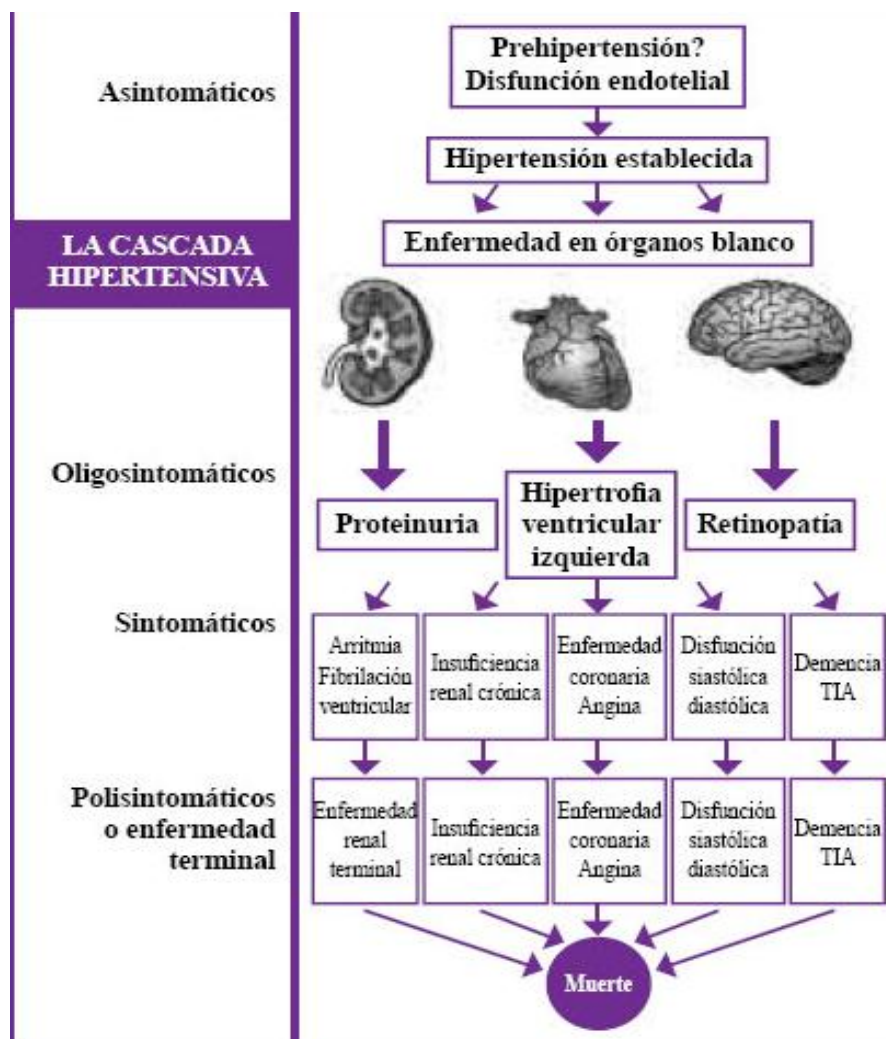 Asintomáticos
Prehipertensión?
Disfunción endotelial
Hipertensión establecida
LA CASCADA
HIPERTENSIVA
Enfermedad en órganos blanco
Oligosintomáticos
Proteinuria
Hipertrofia
ventricular
izquierda
Retinopatía
Sintomáticos
Arritmia
Fibrilación
ventricular
Insuficiencia
renal crónica
Enfermedad
coronaria
Angina
Disfunción
siastólica
diastólica
Demencia
TIA
Polisintomáticos
o enfermedad
terminal
Enfermedad
renal
terminal
Insuficiencia
renal crónica
Enfermedad
coronaria
Angina
Disfunción
siastólica
diastólica
Demencia
TIA
Muerte